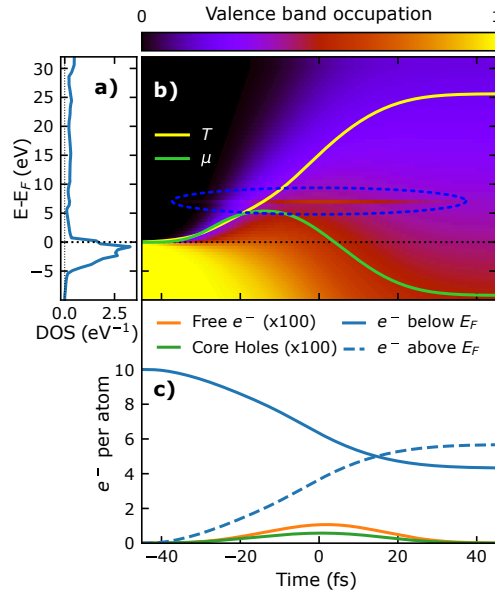 Valence band occupation
0 1
a) b)
T
μ
E-E_F (eV)
30
25
20
15
10
5
0
−5
0.0 2.5
DOS (eV⁻¹)
Free e⁻ (x100) e⁻ below E_F
Core Holes (x100) e⁻ above E_F
c)
e⁻ per atom
10
8
6
4
2
0
−40 −20 0 20 40
Time (fs)